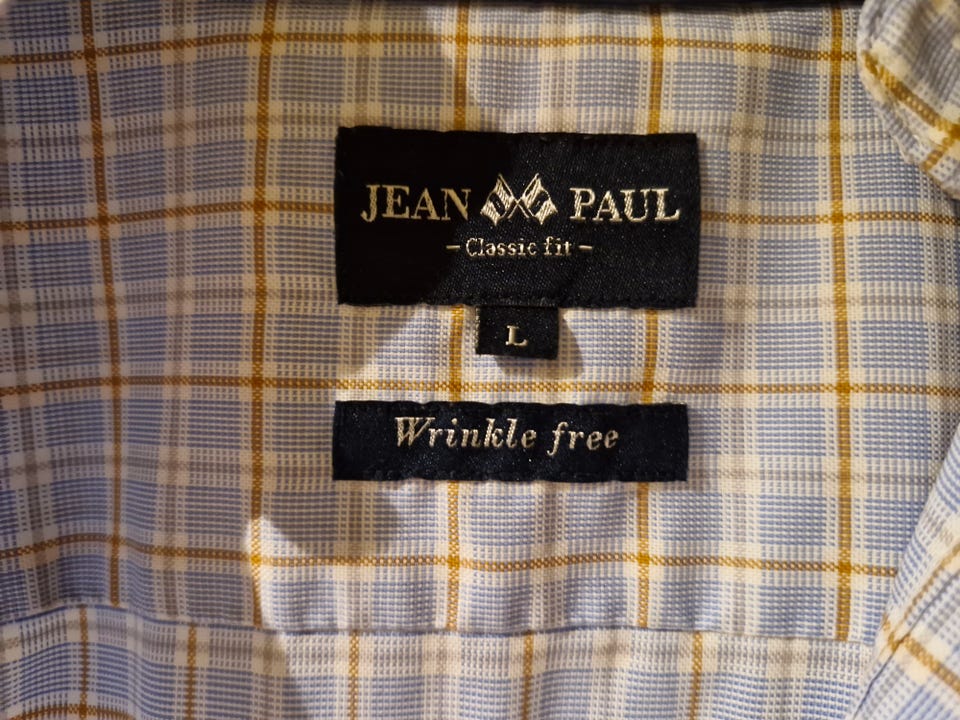 JEAN PAUL
- Classic fit -
L
Wrinkle free